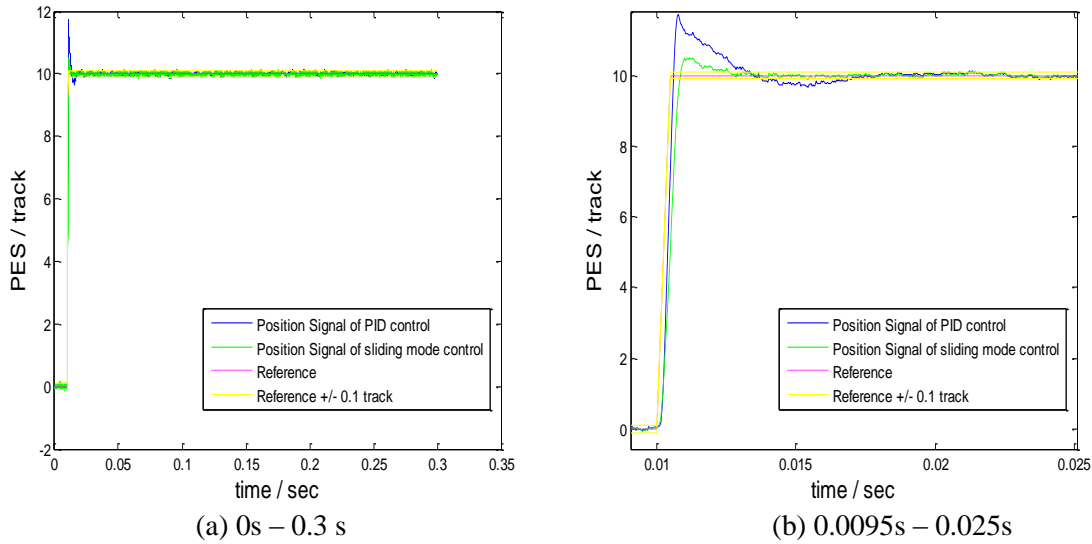 12
10
8
6
4
2
0
-2
PES / track
0
0.05
0.1
0.15
0.2
0.25
0.3
0.35
time / sec
Position Signal of PID control
Position Signal of sliding mode control
Reference
Reference +/- 0.1 track
(a) 0s – 0.3 s
10
8
6
4
2
0
PES / track
0.01
0.015
0.02
0.025
time / sec
Position Signal of PID control
Position Signal of sliding mode control
Reference
Reference +/- 0.1 track
(b) 0.0095s – 0.025s